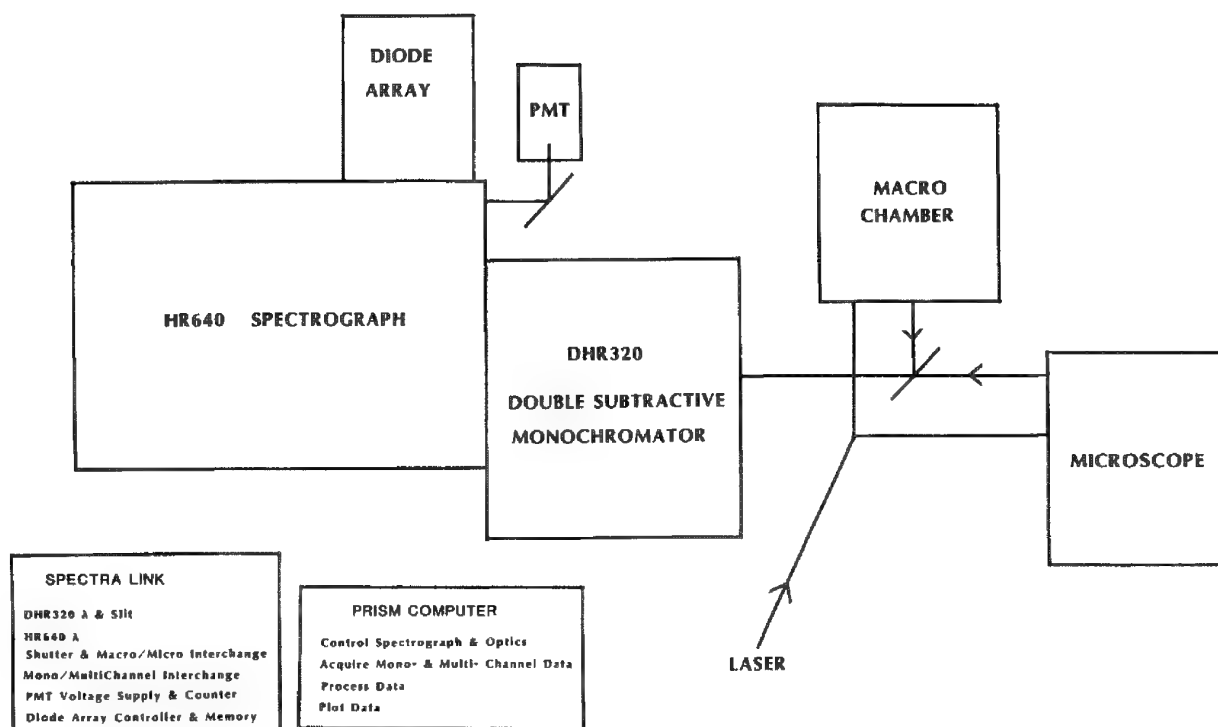 DIODE
ARRAY
PMT
MACRO
CHAMBER
HR640 SPECTROGRAPH
DHR320
DOUBLE SUBTRACTIVE
MONOCHROMATOR
MICROSCOPE
LASER
SPECTRA LINK
DHR320 λ & Slit
HR640 λ
Shutter & Macro/Micro Interchange
Mono/MultiChannel Interchange
PMT Voltage Supply & Counter
Diode Array Controller & Memory
PRISM COMPUTER
Control Spectrograph & Optics
Acquire Mono- & Multi- Channel Data
Process Data
Plot Data